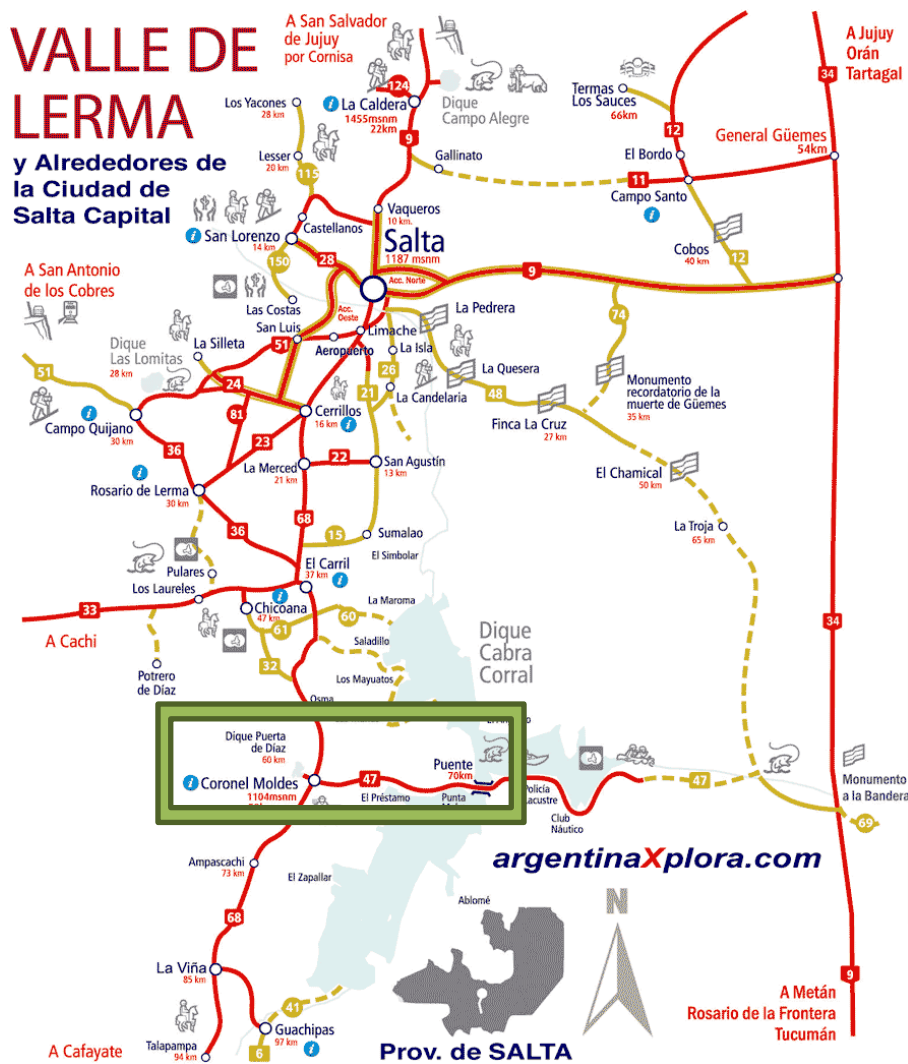 VALLE DE
LERMA
y Alrededores de
la Ciudad de
Salta Capital
A San Salvador
de Jujuy
por Cornisa
A Jujuy
Orán
Tartagal
34
124
La Caldera
1455msnm
22km
9
Dique
Campo Alegre
Gallinato
Termas
Los Sauces
66km
12
General Güemes
54km
El Bordo
11
Campo Santo
i
Los Yacones
28 km
Lesser
20 km
115
Castellanos
i
San Lorenzo
14 km
Vaqueros
10 km.
Salta
1187 msnm
Acc. Norte
28
150
Las Costas
Acc.
Oeste
Cobos
40 km
12
9
A San Antonio
de los Cobres
51
Dique
Las Lomitas
28 km
La Silleta
San Luis
51
Aeropuerto
Limache
La Isla
26
21
La Candelaria
La Pedrera
La Quesera
48
Finca La Cruz
27 km
74
Monumento
recordatorio de la
muerte de Güemes
35 km
24
81
Cerrillos
16 km
i
Campo Quijano
30 km
i
36
23
La Merced
21 km
22
San Agustín
13 km
El Chamical
50 km
La Troja
65 km
i
Rosario de Lerma
30 km
36
68
15
Sumalao
El Simbolar
El Carril
37 km
i
Pulares
Los Laureles
33
A Cachi
Chicoana
47 km
i
61
60
La Maroma
Saladillo
Los Mayuatos
32
Osma
Potrero
de Díaz
Dique
Cabra
Corral
34
Dique Puerta
de Díaz
60 km
i
Coronel Moldes
1104msnm
47
El Préstamo
Puente
70km
Punta
Policía
Lacustre
Club
Náutico
47
Monumento
a la Bandera
69
Ampascachi
73 km
El Zapallar
argentinaXplora.com
68
La Viña
85 km
Ablomé
N
41
Guachipas
97 km
i
6
Talapampa
94 km
A Cafayate
Prov. de SALTA
9
A Metán
Rosario de la Frontera
Tucumán